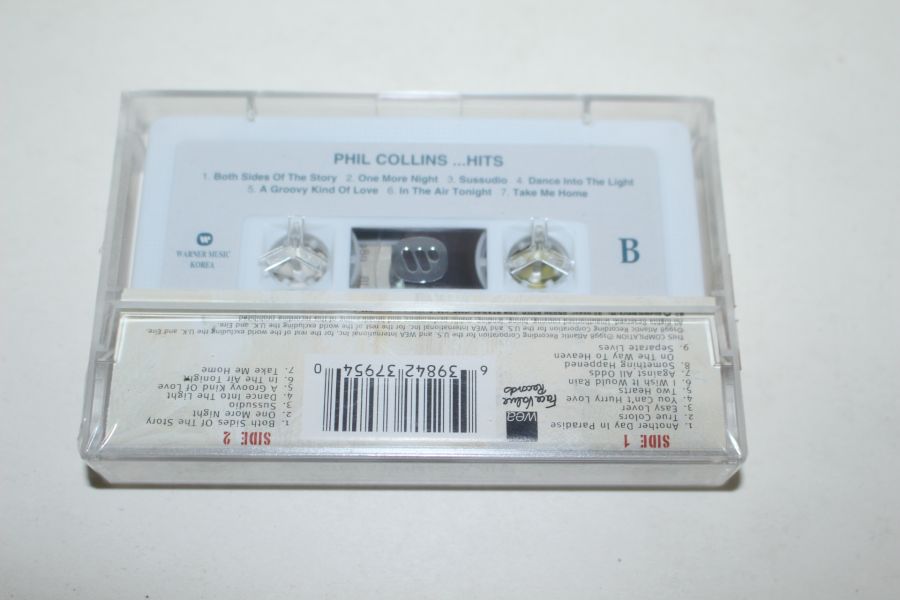 PHIL COLLINS ...HITS
1. Both Sides Of The Story 2. One More Night 3. Sussudio 4. Dance Into The Light
5. A Groovy Kind Of Love 6. In The Air Tonight 7. Take Me Home
WARNER MUSIC
KOREA
B
SIDE 1
1. Another Day In Paradise
2. True Colors
3. Easy Lover
4. You Can't Hurry Love
5. Two Hearts
6. I Wish It Would Rain
7. Against All Odds
8. Something Happened
On The Way To Heaven
9. Separate Lives
wea
Face Value
Records
6 39842 37954 0
SIDE 2
1. Both Sides Of The Story
2. One More Night
3. Sussudio
4. Dance Into The Light
5. A Groovy Kind Of Love
6. In The Air Tonight
7. Take Me Home